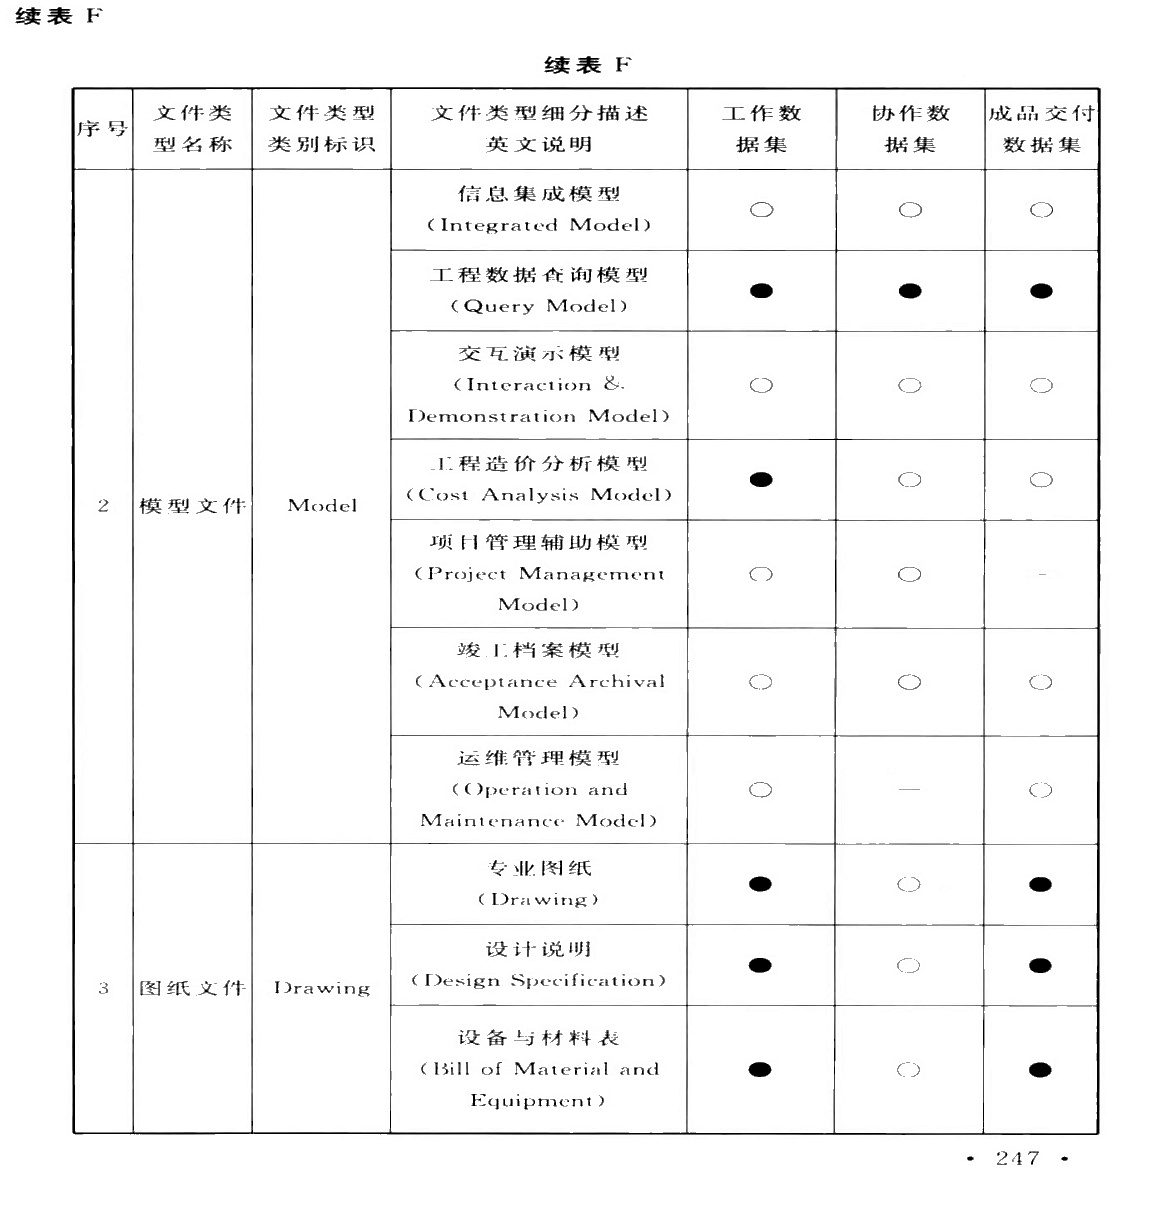 续表 F
续表 F
序号
文件类
型名称
文件类型
类别标识
文件类型细分描述
英文说明
工作数
据集
协作数
据集
成品交付
数据集
2
模型文件
Model
信息集成模型
(Integrated Model)
○
○
○
工程数据查询模型
(Query Model)
●
●
●
交互演示模型
(Interaction &
Demonstration Model)
○
○
○
工程造价分析模型
(Cost Analysis Model)
●
○
○
项目管理辅助模型
(Project Management
Model)
○
○
-
竣工档案模型
(Acceptance Archival
Model)
○
○
○
运维管理模型
(Operation and
Maintenance Model)
○
—
○
3
图纸文件
Drawing
专业图纸
(Drawing)
●
○
●
设计说明
(Design Specification)
●
○
●
设备与材料表
(Bill of Material and
Equipment)
●
○
●
· 247 ·